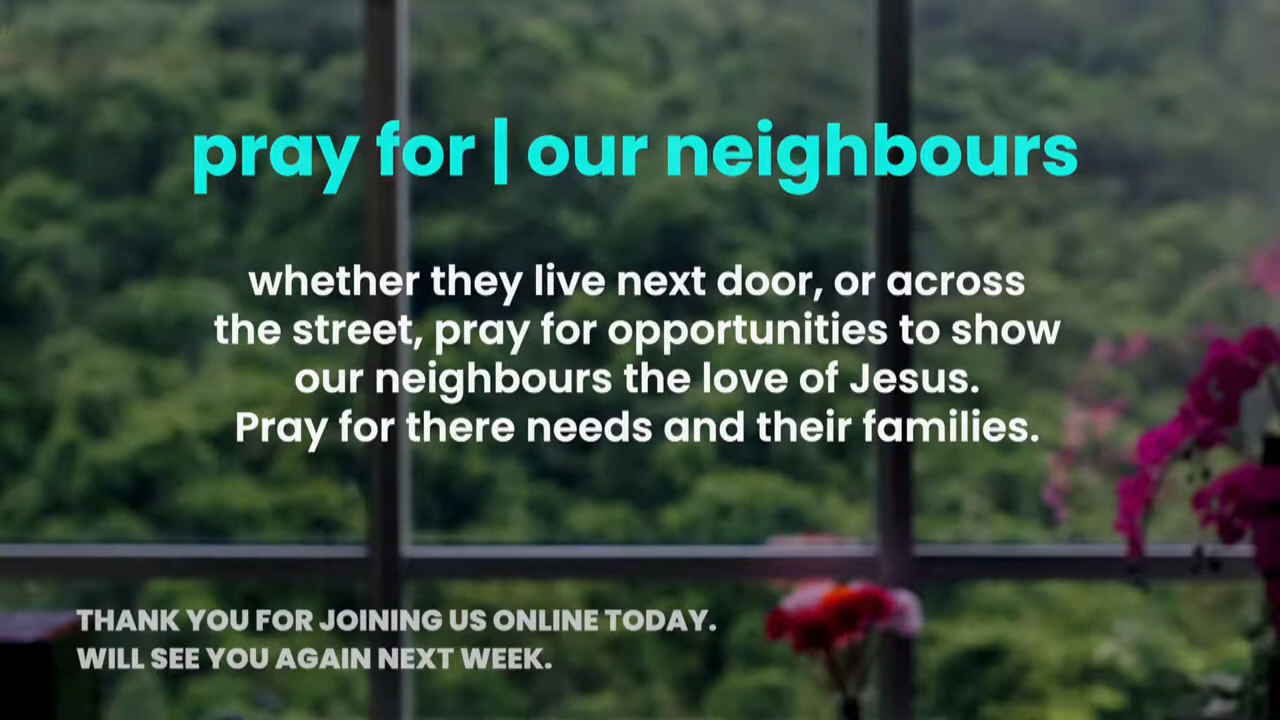 pray for | our neighbours
whether they live next door, or across
the street, pray for opportunities to show
our neighbours the love of Jesus.
Pray for there needs and their families.
THANK YOU FOR JOINING US ONLINE TODAY.
WILL SEE YOU AGAIN NEXT WEEK.